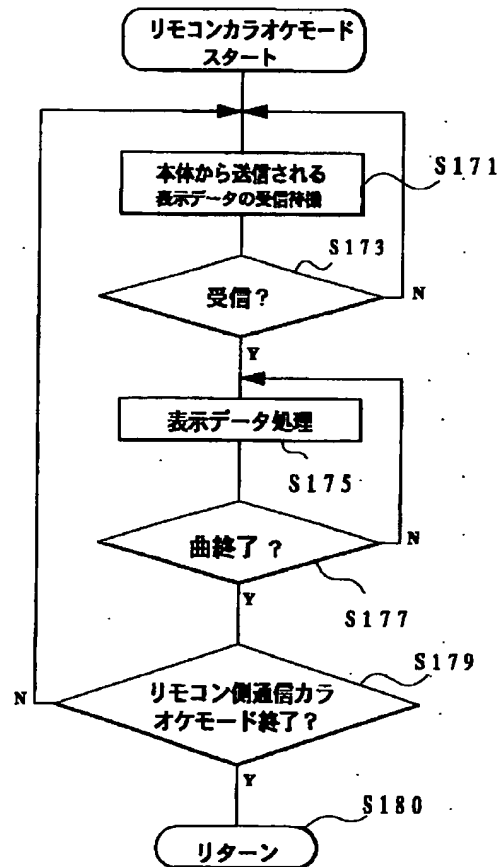 リモコンカラオケモード
スタート
本体から送信される
表示データの受信待機
S171
S173
受信？
N
Y
表示データ処理
S175
曲終了？
N
S177
Y
S179
リモコン側通信カラ
オケモード終了？
N
Y
S180
リターン